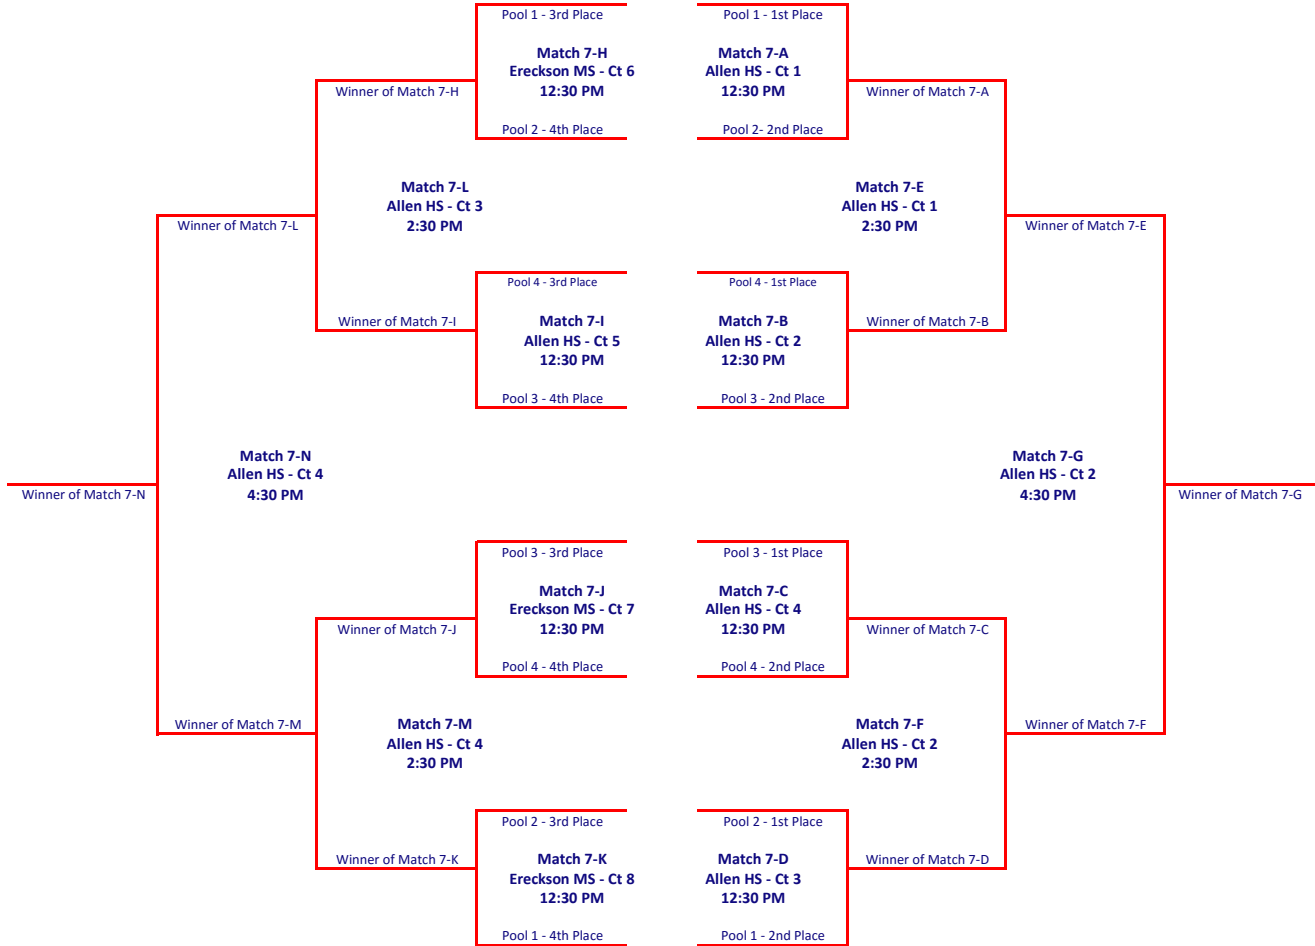 Pool 1 - 3rd Place
Pool 1 - 1st Place
Match 7-H
Ereckson MS - Ct 6
12:30 PM
Match 7-A
Allen HS - Ct 1
12:30 PM
Winner of Match 7-H
Winner of Match 7-A
Pool 2 - 4th Place
Pool 2- 2nd Place
Match 7-L
Allen HS - Ct 3
2:30 PM
Match 7-E
Allen HS - Ct 1
2:30 PM
Winner of Match 7-L
Winner of Match 7-E
Pool 4 - 3rd Place
Pool 4 - 1st Place
Winner of Match 7-I
Match 7-I
Allen HS - Ct 5
12:30 PM
Match 7-B
Allen HS - Ct 2
12:30 PM
Winner of Match 7-B
Pool 3 - 4th Place
Pool 3 - 2nd Place
Match 7-N
Allen HS - Ct 4
4:30 PM
Match 7-G
Allen HS - Ct 2
4:30 PM
Winner of Match 7-N
Winner of Match 7-G
Pool 3 - 3rd Place
Pool 3 - 1st Place
Match 7-J
Ereckson MS - Ct 7
12:30 PM
Match 7-C
Allen HS - Ct 4
12:30 PM
Winner of Match 7-J
Winner of Match 7-C
Pool 4 - 4th Place
Pool 4 - 2nd Place
Winner of Match 7-M
Match 7-M
Allen HS - Ct 4
2:30 PM
Match 7-F
Allen HS - Ct 2
2:30 PM
Winner of Match 7-F
Pool 2 - 3rd Place
Pool 2 - 1st Place
Winner of Match 7-K
Match 7-K
Ereckson MS - Ct 8
12:30 PM
Match 7-D
Allen HS - Ct 3
12:30 PM
Winner of Match 7-D
Pool 1 - 4th Place
Pool 1 - 2nd Place